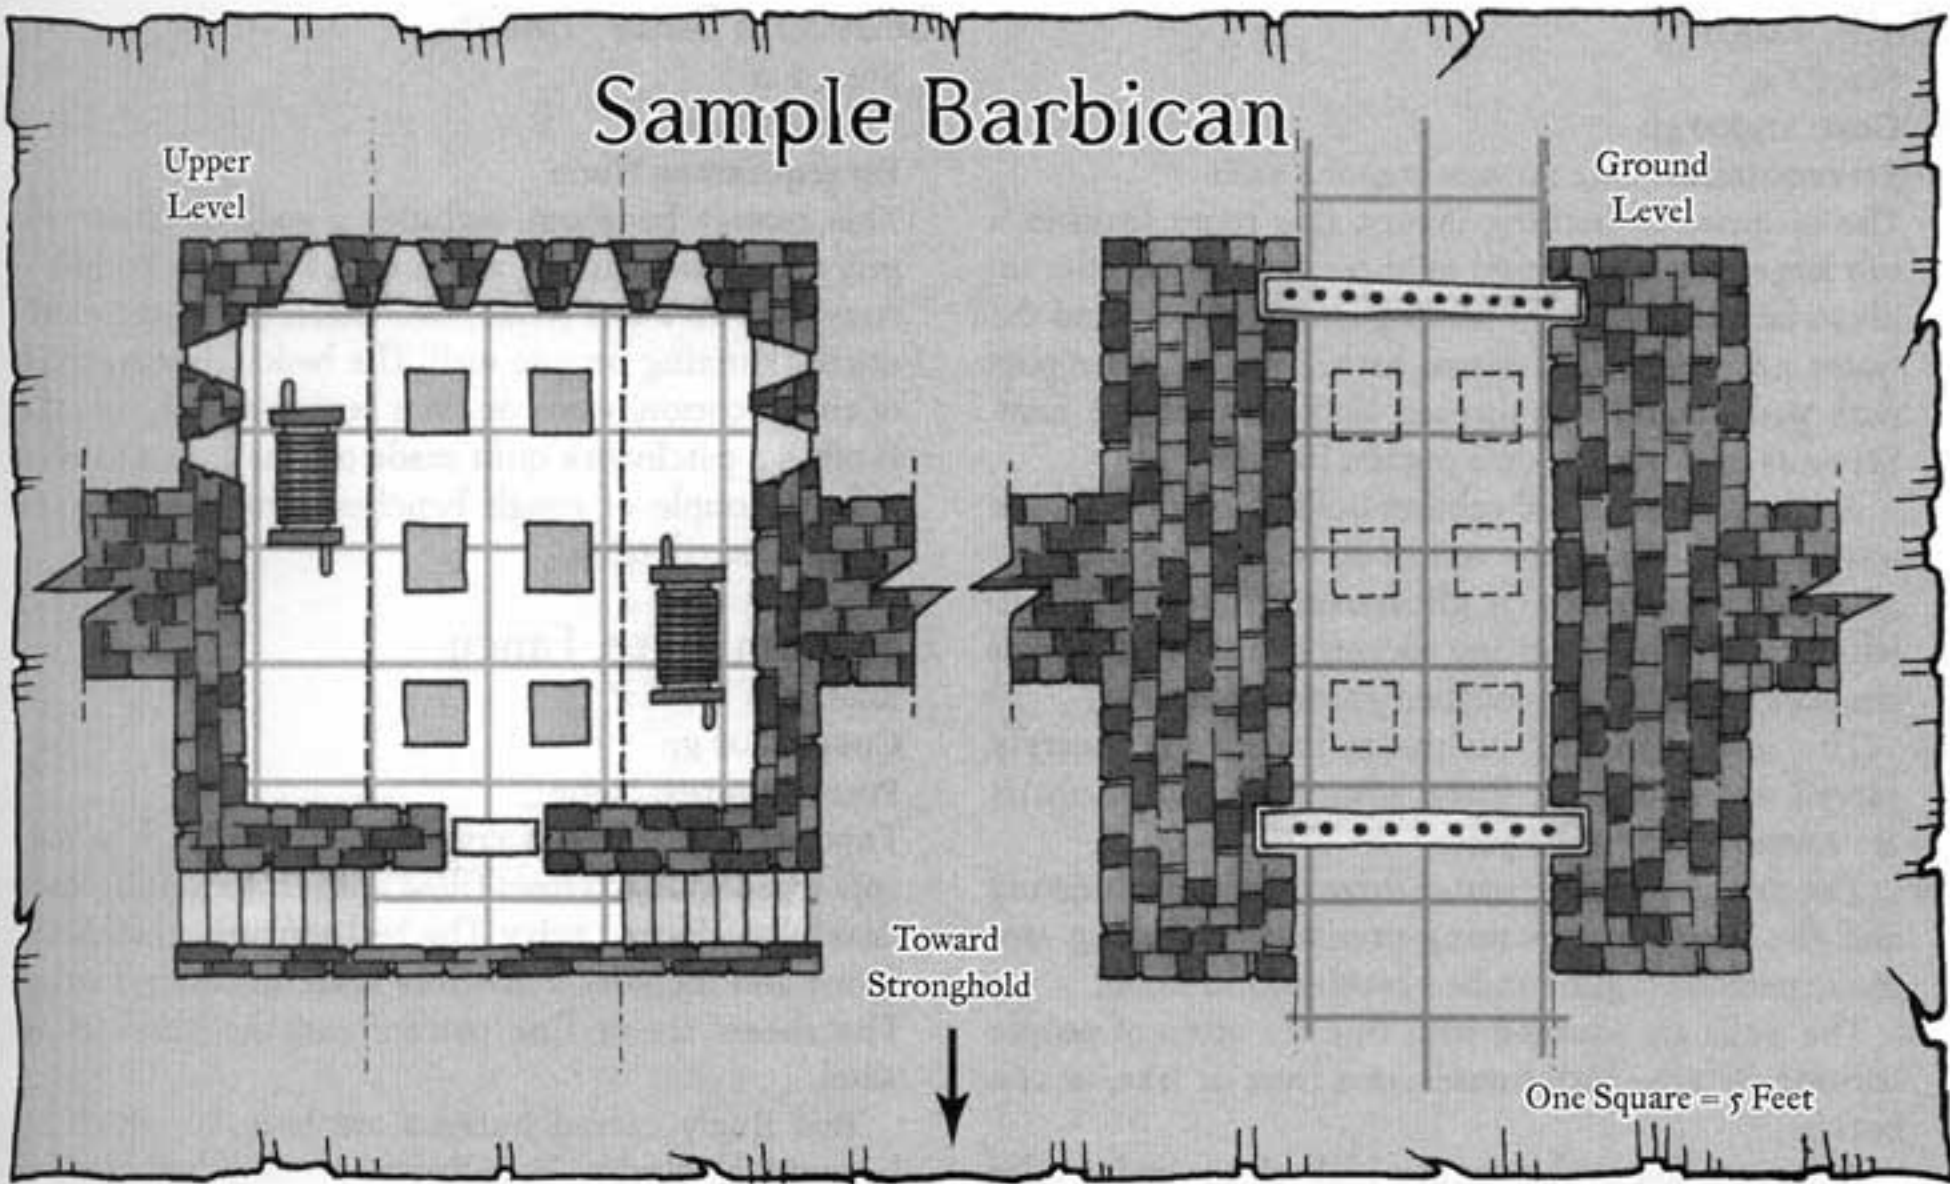 Sample Barbican
Upper
Level
Ground
Level
Toward
Stronghold
One Square = 5 Feet